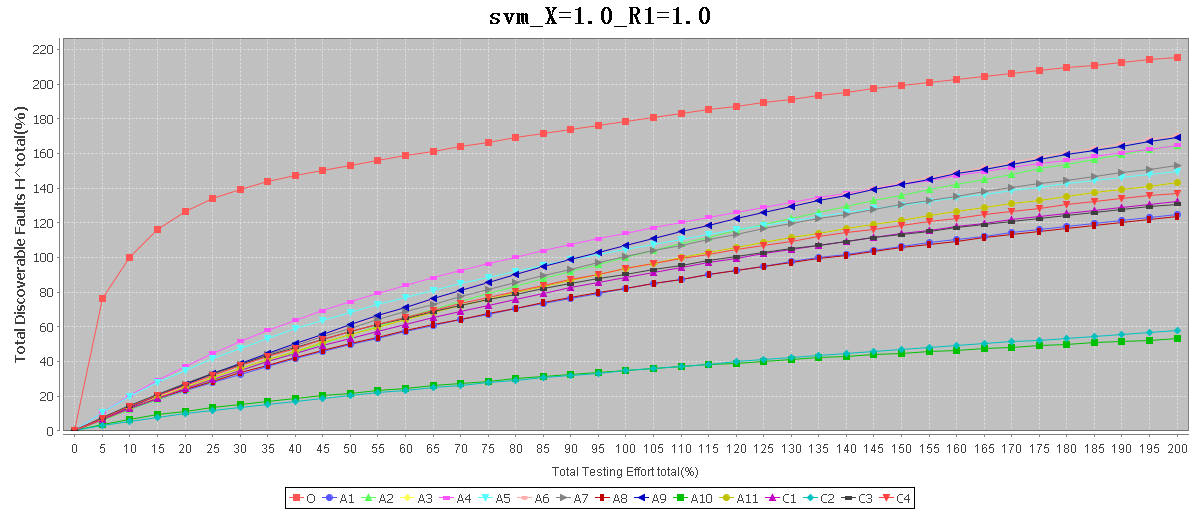 svm_X=1.0_R1=1.0
Total Discoverable Faults H^total(%)
220
200
180
160
140
120
100
80
60
40
20
0
0 5 10 15 20 25 30 35 40 45 50 55 60 65 70 75 80 85 90 95 100 105 110 115 120 125 130 135 140 145 150 155 160 165 170 175 180 185 190 195 200
Total Testing Effort total(%)
O A1 A2 A3 A4 A5 A6 A7 A8 A9 A10 A11 C1 C2 C3 C4